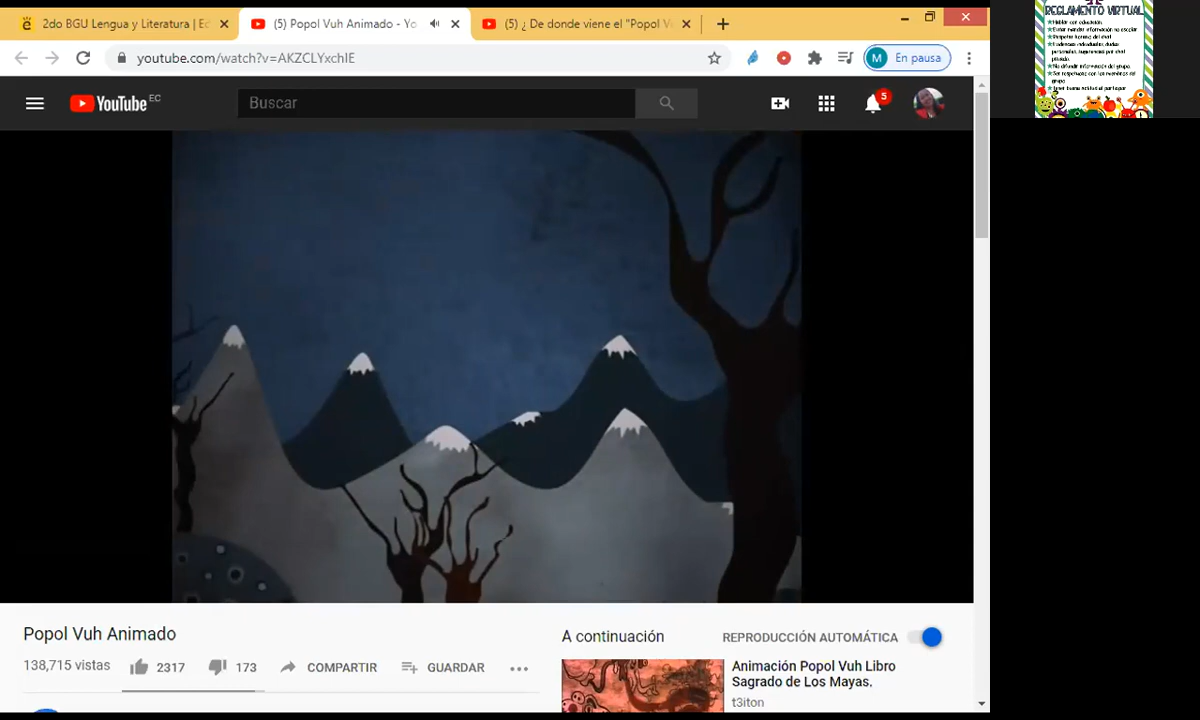 2do BGU Lengua y Literatura | Ec
(5) Popol Vuh Animado - Yo
(5) ¿ De donde viene el "Popol V
youtube.com/watch?v=AKZCLYxchIE
M
En pausa
YouTube EC
Buscar
5
REGLAMENTO VIRTUAL
Popol Vuh Animado
138,715 vistas
2317
173
COMPARTIR
GUARDAR
A continuación
REPRODUCCIÓN AUTOMÁTICA
Animación Popol Vuh Libro
Sagrado de Los Mayas.
t3iton